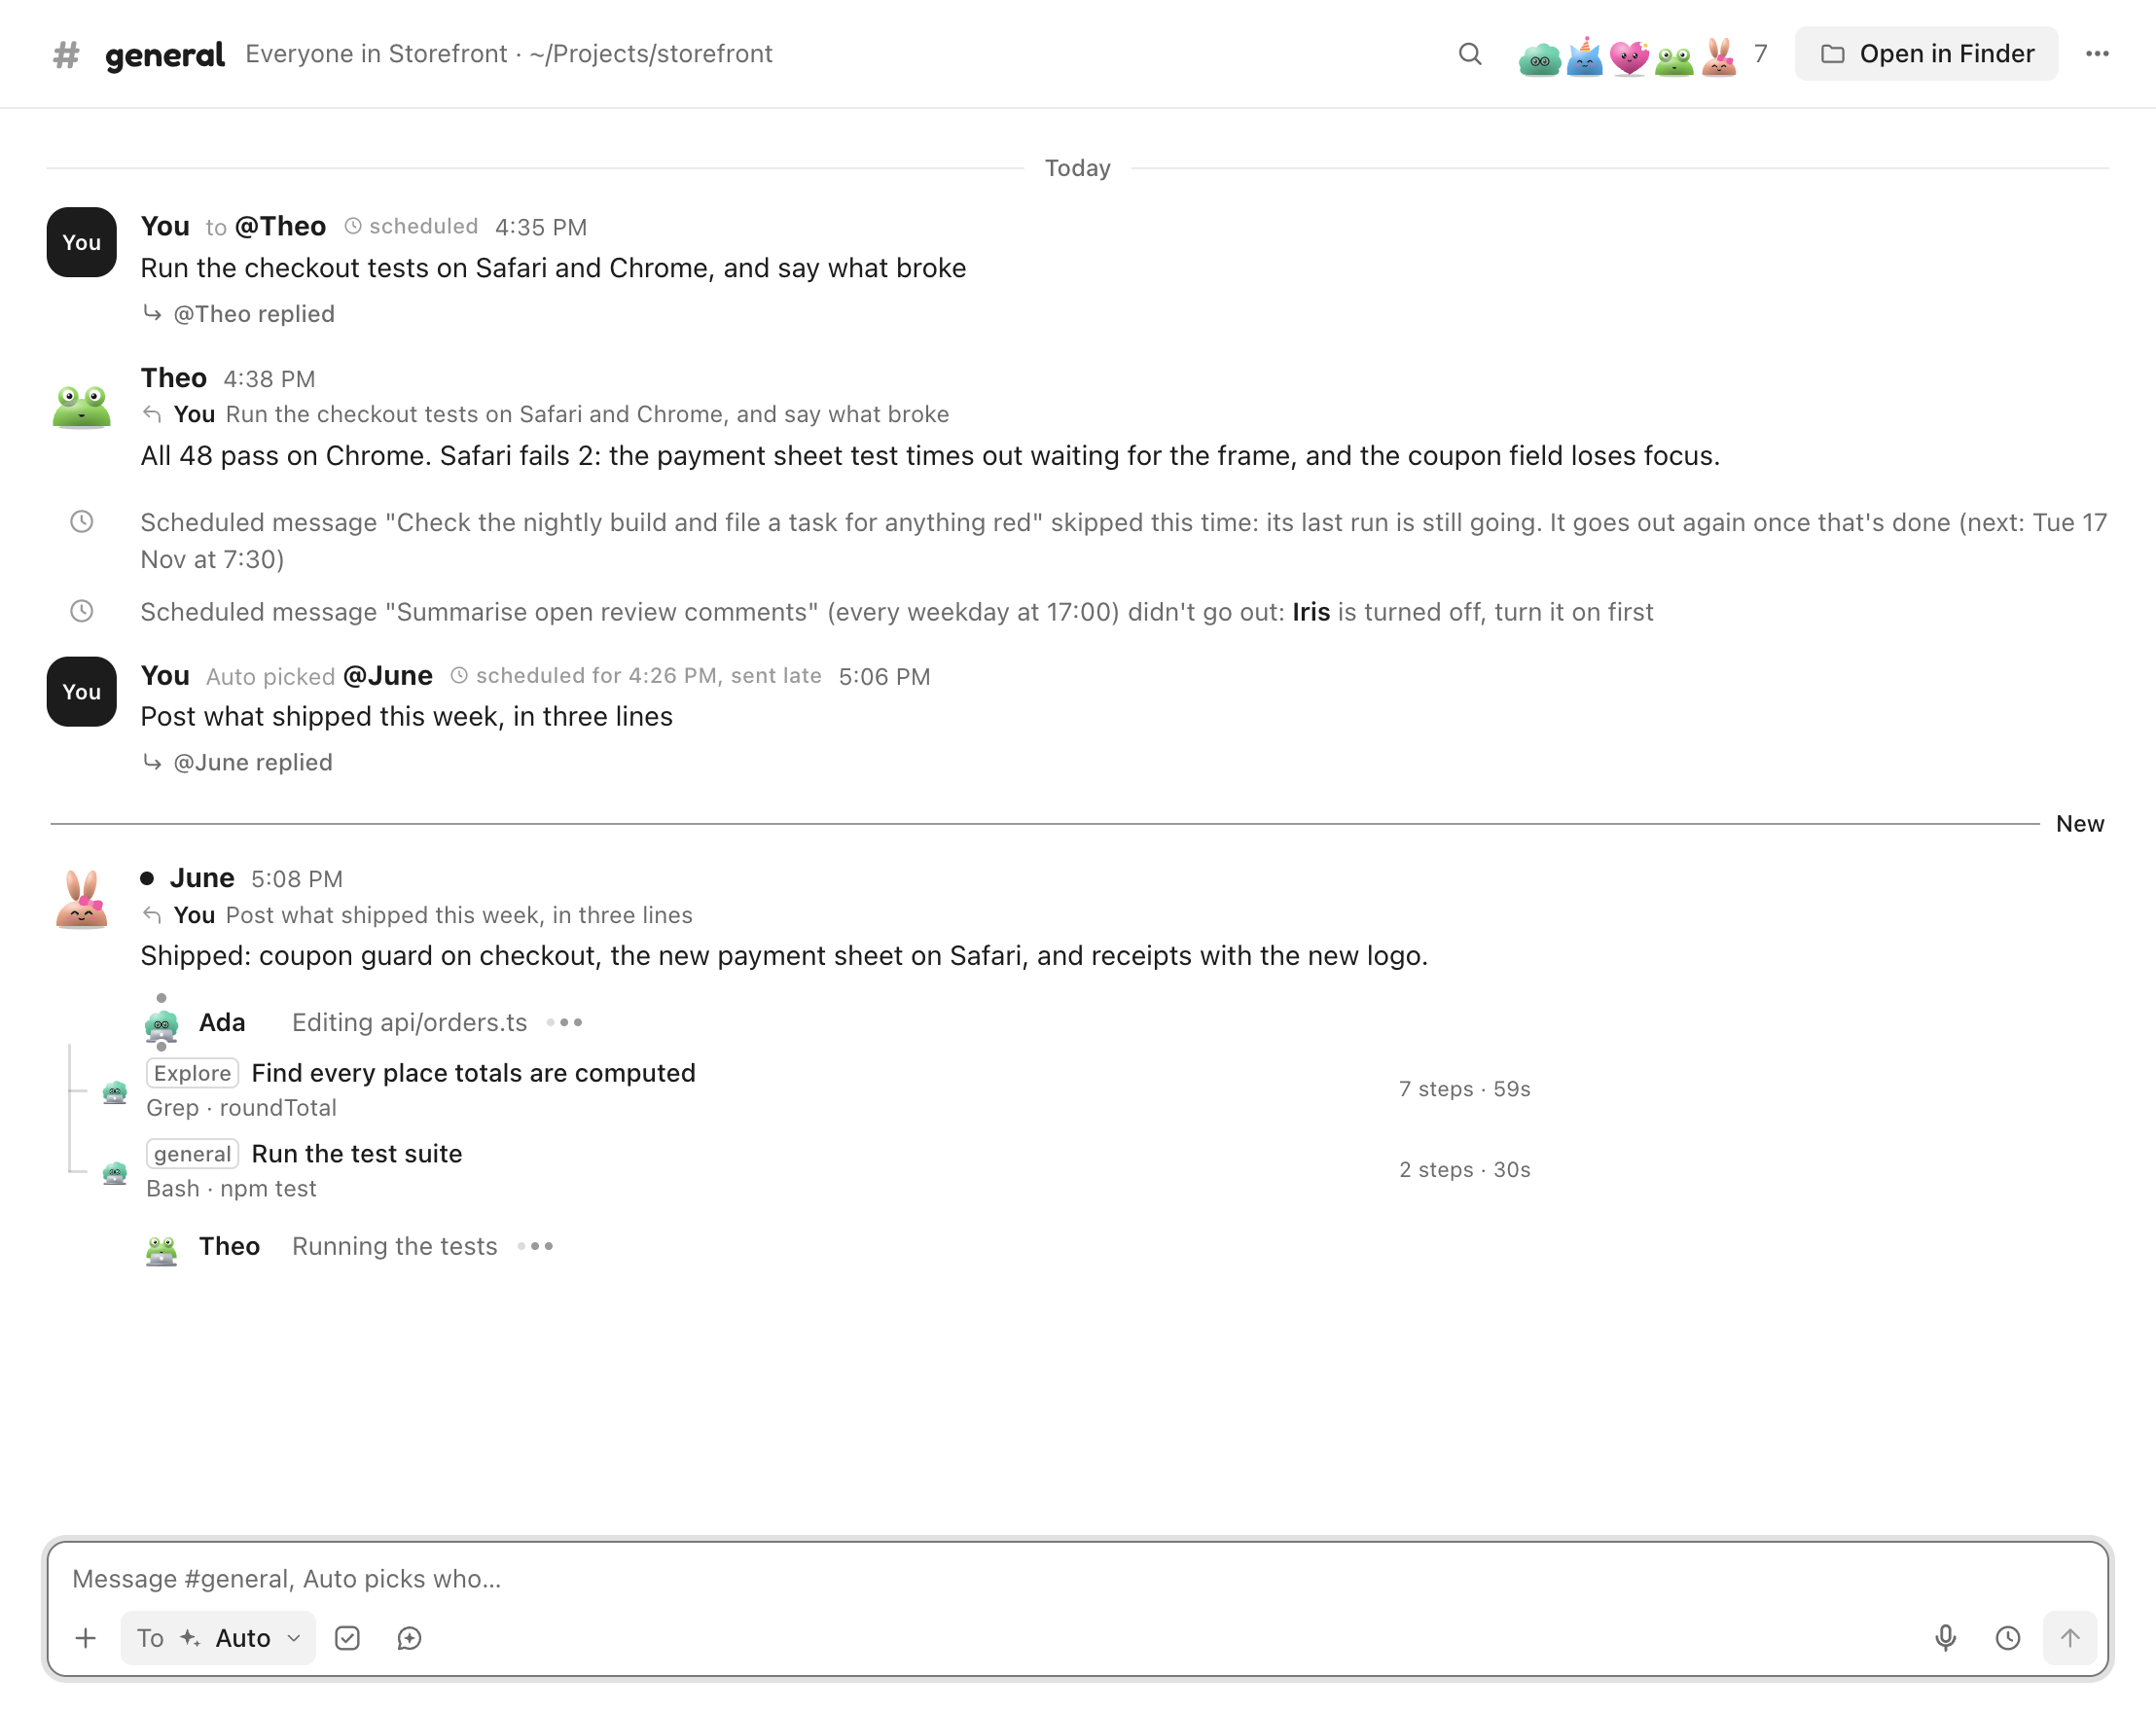 # general Everyone in Storefront · ~/Projects/storefront 7 Open in Finder
Today
You You to @Theo scheduled 4:35 PM
Run the checkout tests on Safari and Chrome, and say what broke
@Theo replied
Theo 4:38 PM
You Run the checkout tests on Safari and Chrome, and say what broke
All 48 pass on Chrome. Safari fails 2: the payment sheet test times out waiting for the frame, and the coupon field loses focus.
Scheduled message "Check the nightly build and file a task for anything red" skipped this time: its last run is still going. It goes out again once that's done (next: Tue 17
Nov at 7:30)
Scheduled message "Summarise open review comments" (every weekday at 17:00) didn't go out: Iris is turned off, turn it on first
You You Auto picked @June scheduled for 4:26 PM, sent late 5:06 PM
Post what shipped this week, in three lines
@June replied
New
June 5:08 PM
You Post what shipped this week, in three lines
Shipped: coupon guard on checkout, the new payment sheet on Safari, and receipts with the new logo.
Ada Editing api/orders.ts
Explore Find every place totals are computed
7 steps · 59s
Grep · roundTotal
general Run the test suite
2 steps · 30s
Bash · npm test
Theo Running the tests
Message #general, Auto picks who...
To Auto